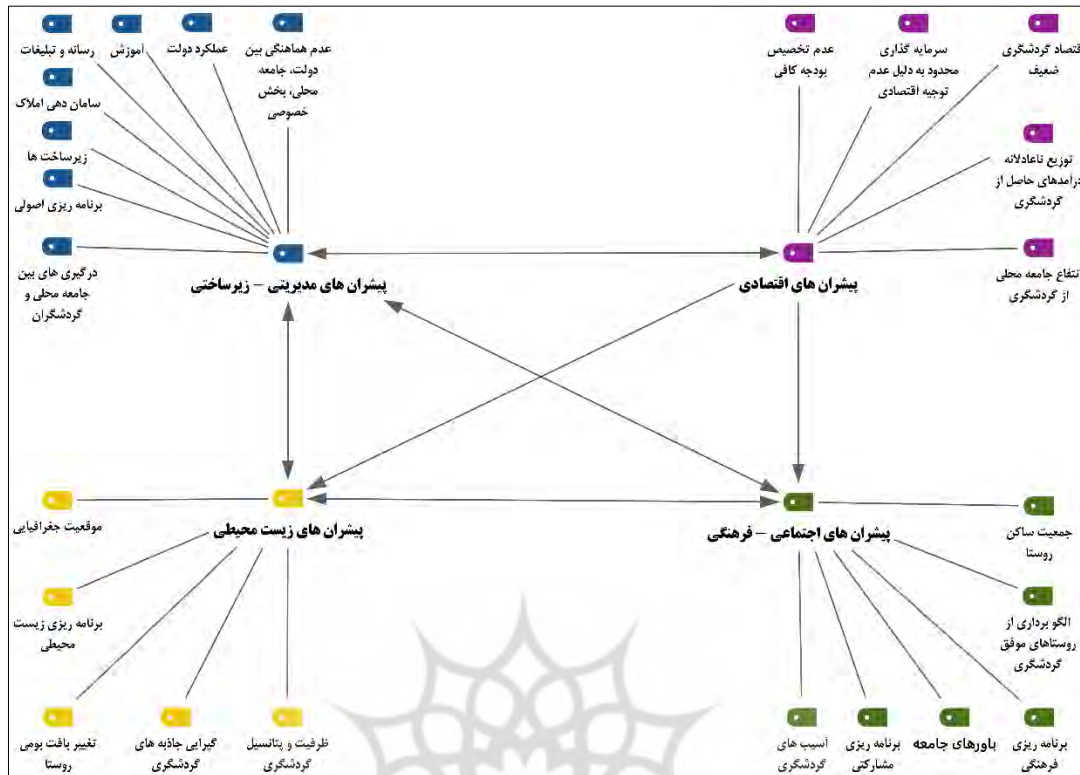 عدم هماهنگی بین
دولت، جامعه
محلی، بخش
خصوصی
عملکرد دولت
آموزش
رسانه و تبلیغات
سامان دهی املاک
زیرساخت ها
برنامه ریزی اصولی
درگیری های بین
جامعه محلی و
گردشگران
پیشران های مدیریتی – زیرساختی
قتصاد گردشگری
ضعیف
سرمایه گذاری
محدود به دلیل عدم
توجیه اقتصادی
عدم تخصیص
بودجه کافی
توزیع ناعادلانه
درآمدهای حاصل از
گردشگری
نتفاع جامعه محلی
از گردشگری
پیشران های اقتصادی
پیشران های اجتماعی – فرهنگی
جمعیت ساکن
روستا
الگو برداری از
روستاهای موفق
گردشگری
برنامه ریزی
فرهنگی
باورهای جامعه
برنامه ریزی
مشارکتی
آسیب های
گردشگری
پیشران های زیست محیطی
موقعیت جغرافیایی
برنامه ریزی زیست
محیطی
تغییر بافت بومی
روستا
گیرایی جاذبه های
گردشگری
ظرفیت و پتانسیل
گردشگری